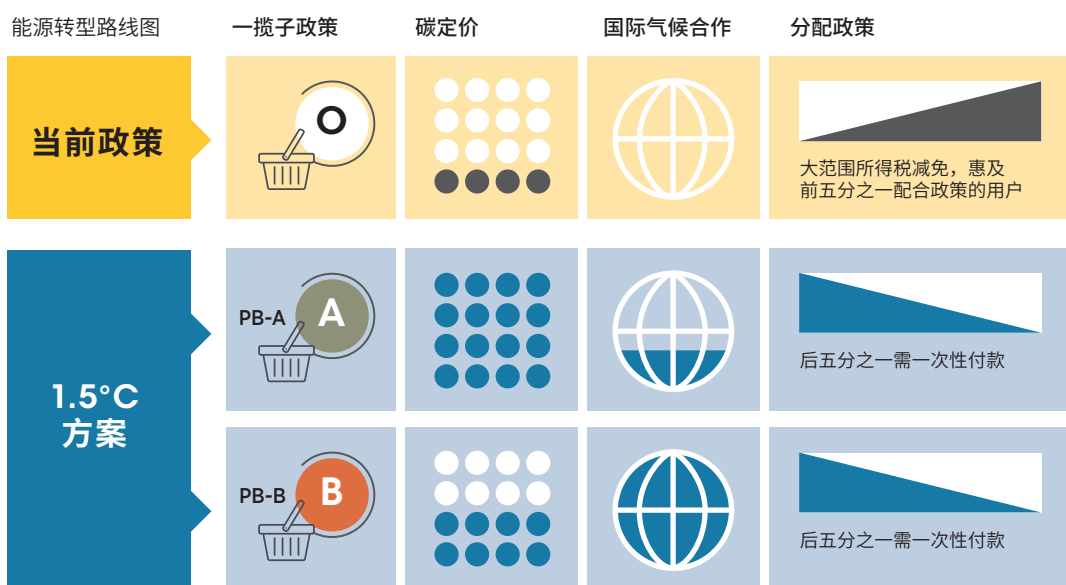 能源转型路线图
一揽子政策
碳定价
国际气候合作
分配政策
当前政策
O
大范围所得税减免，惠及
前五分之一配合政策的用户
1.5°C
方案
PB-A
A
后五分之一需一次性付款
PB-B
B
后五分之一需一次性付款